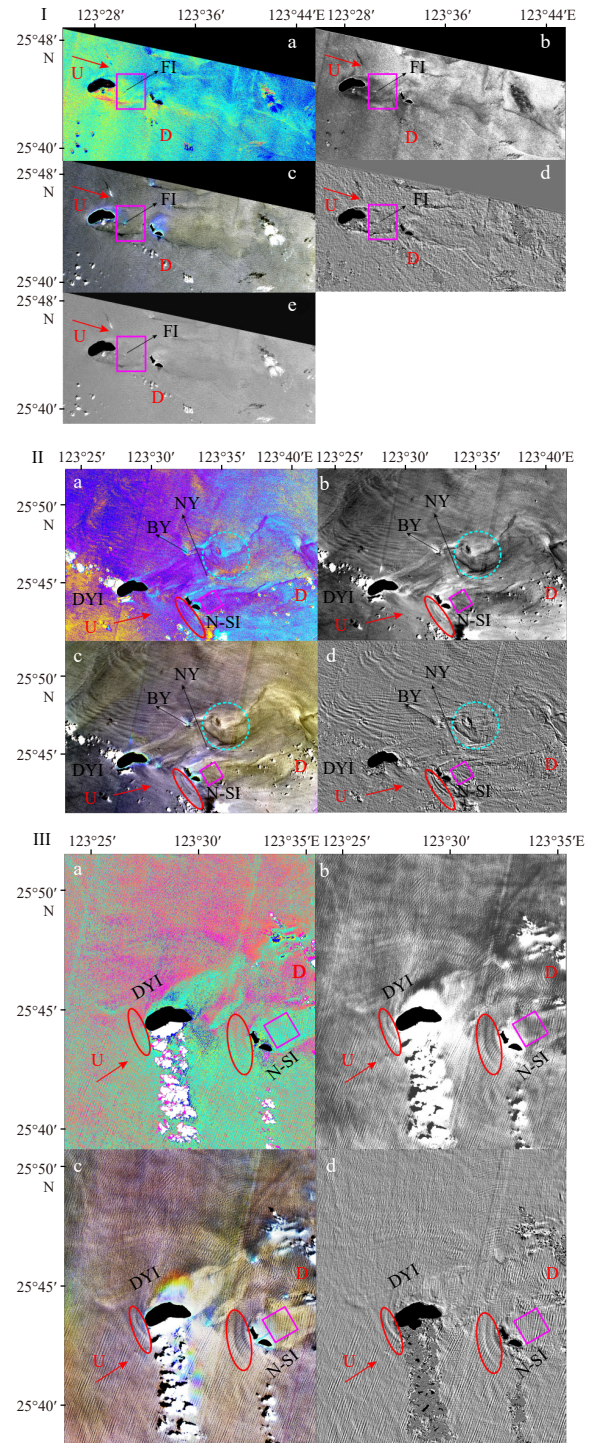 I
123°28′ 123°36′ 123°44′E 123°28′ 123°36′ 123°44′E
25°48′
N
a
U
FI
D
25°40′
b
U
FI
D
25°48′
N
c
U
FI
D
25°40′
d
U
FI
D
25°48′
N
e
U
FI
D
25°40′
II
123°25′ 123°30′ 123°35′ 123°40′E 123°25′ 123°30′ 123°35′ 123°40′E
25°50′
N
25°45′
a
NY
BY
DYI
U
N-SI
D
b
NY
BY
DYI
U
N-SI
D
25°50′
N
25°45′
c
NY
BY
DYI
U
N-SI
D
d
NY
BY
DYI
U
N-SI
D
III
123°25′ 123°30′ 123°35′E 123°25′ 123°30′ 123°35′E
25°50′
N
25°45′
25°40′
a
D
DYI
U
N-SI
b
D
DYI
U
N-SI
25°50′
N
25°45′
25°40′
c
D
DYI
U
N-SI
d
D
DYI
U
N-SI